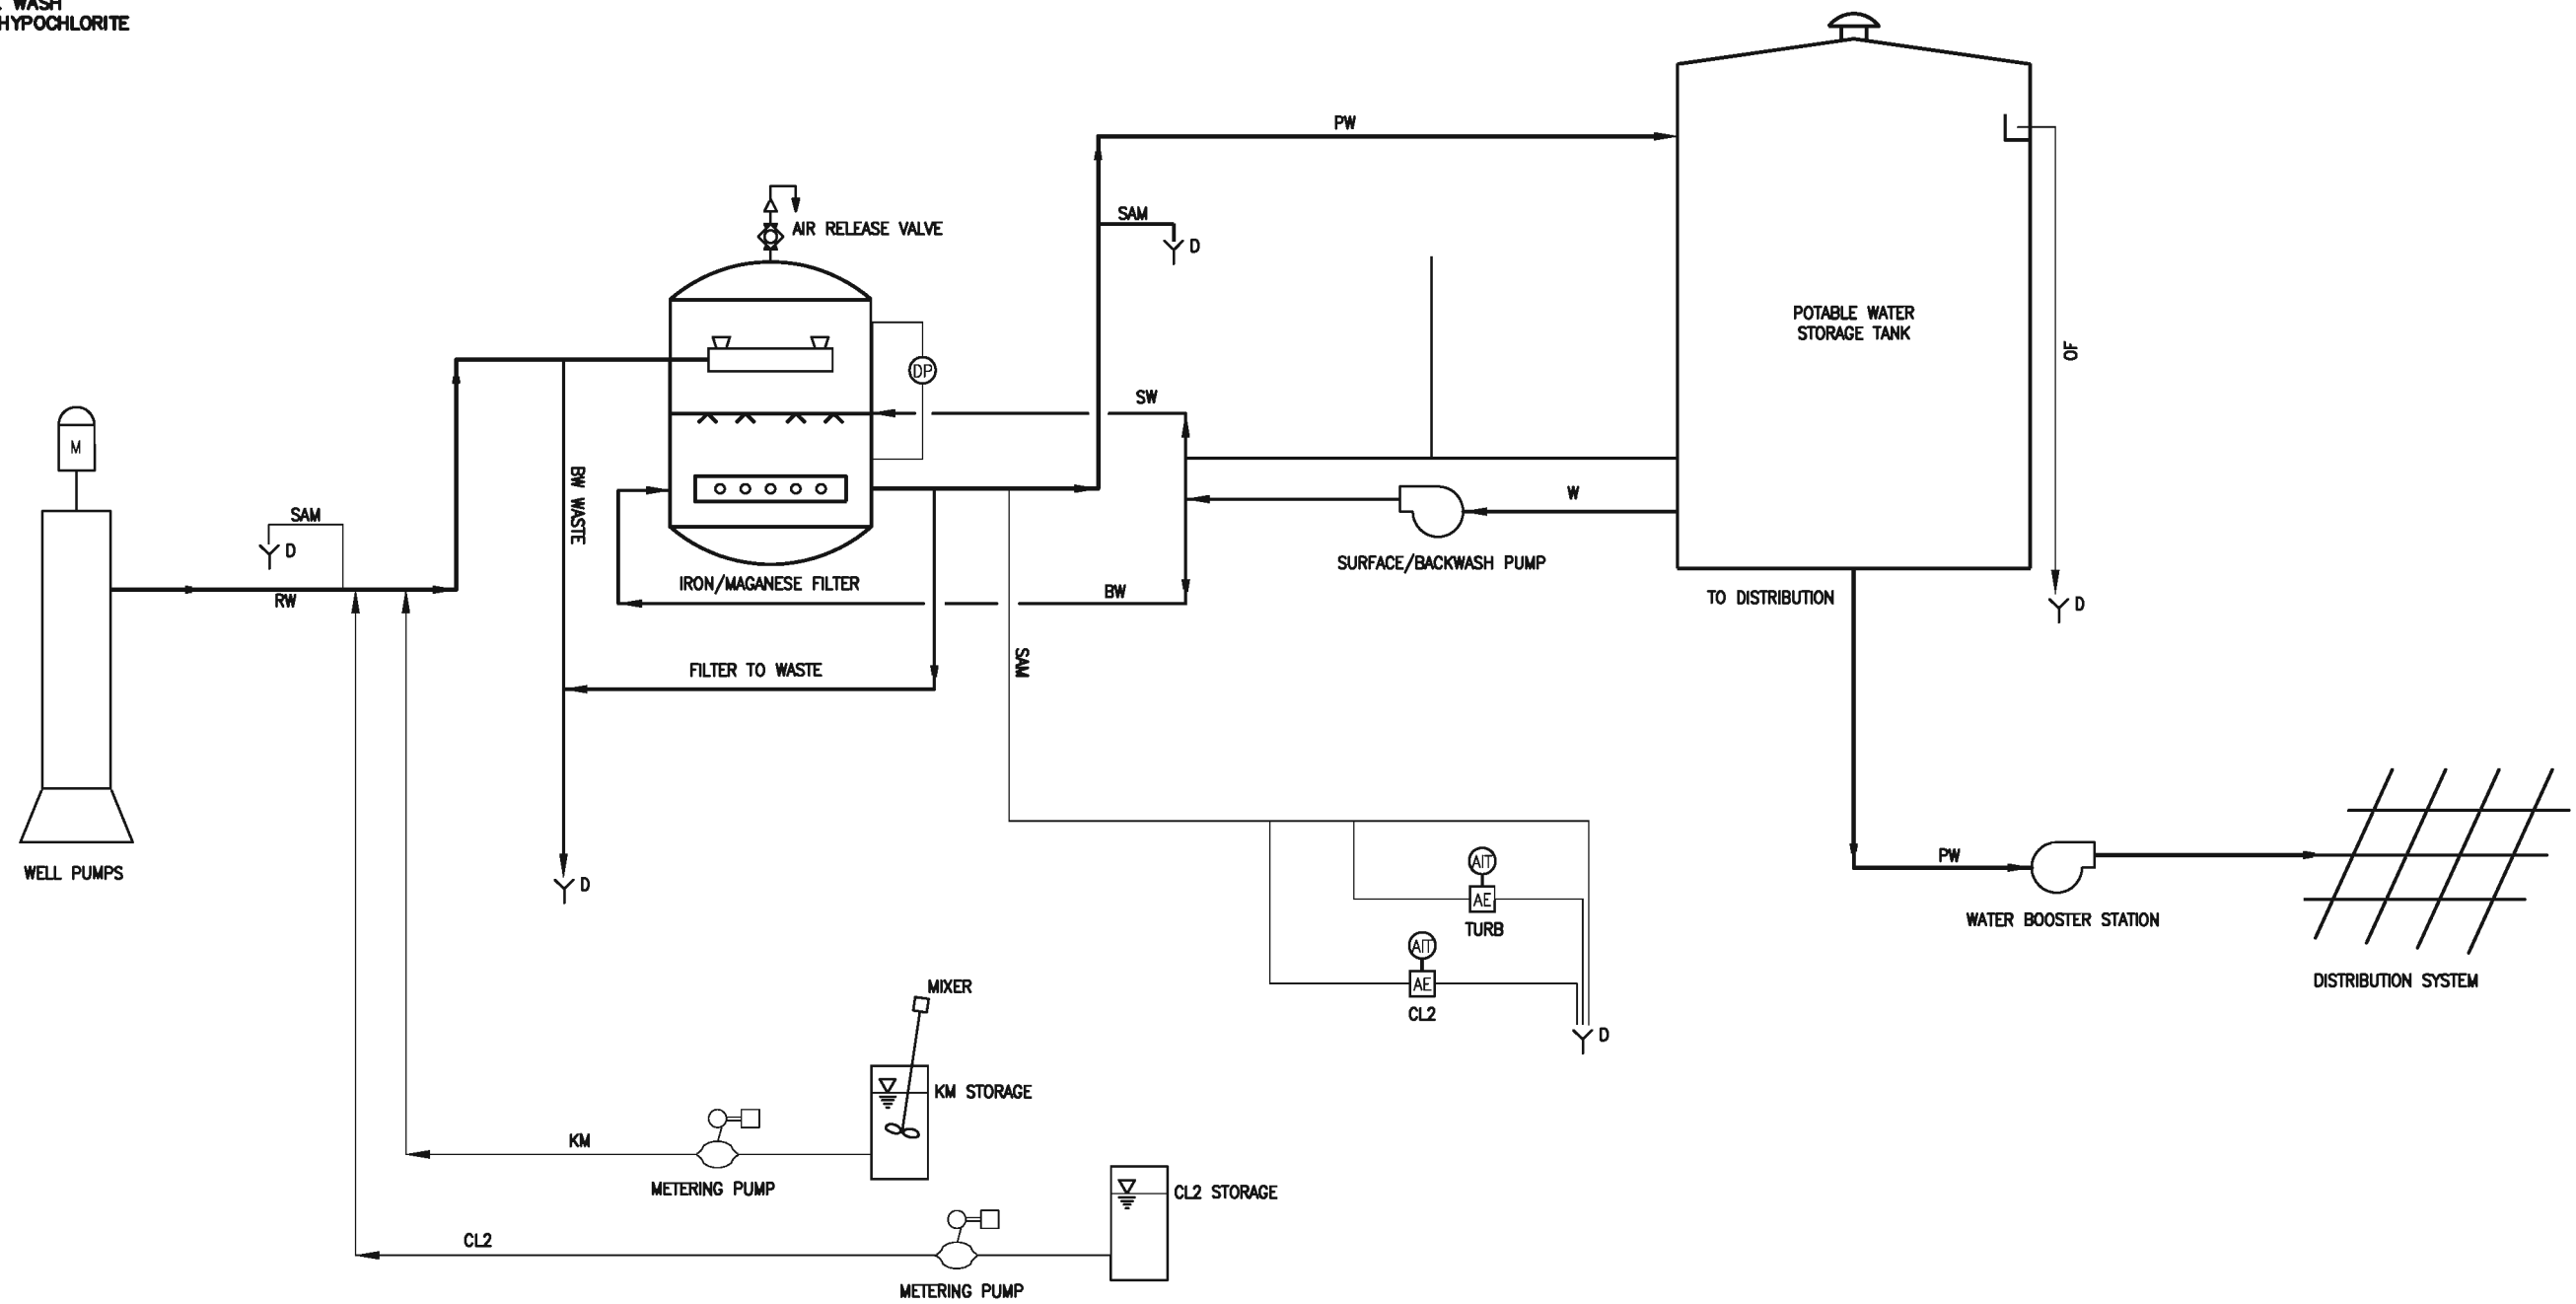 WASH
HYPOCHLORITE
PW
SAM
D
AIR RELEASE VALVE
POTABLE WATER
STORAGE TANK
OF
DP
SW
M
BW WASTE
W
SAM
D
SURFACE/BACKWASH PUMP
IRON/MAGANESE FILTER
BW
RW
TO DISTRIBUTION
D
FILTER TO WASTE
SAM
WELL PUMPS
D
AIT
AE
TURB
PW
WATER BOOSTER STATION
AIT
AE
CL2
DISTRIBUTION SYSTEM
MIXER
D
KM STORAGE
KM
METERING PUMP
CL2 STORAGE
CL2
METERING PUMP